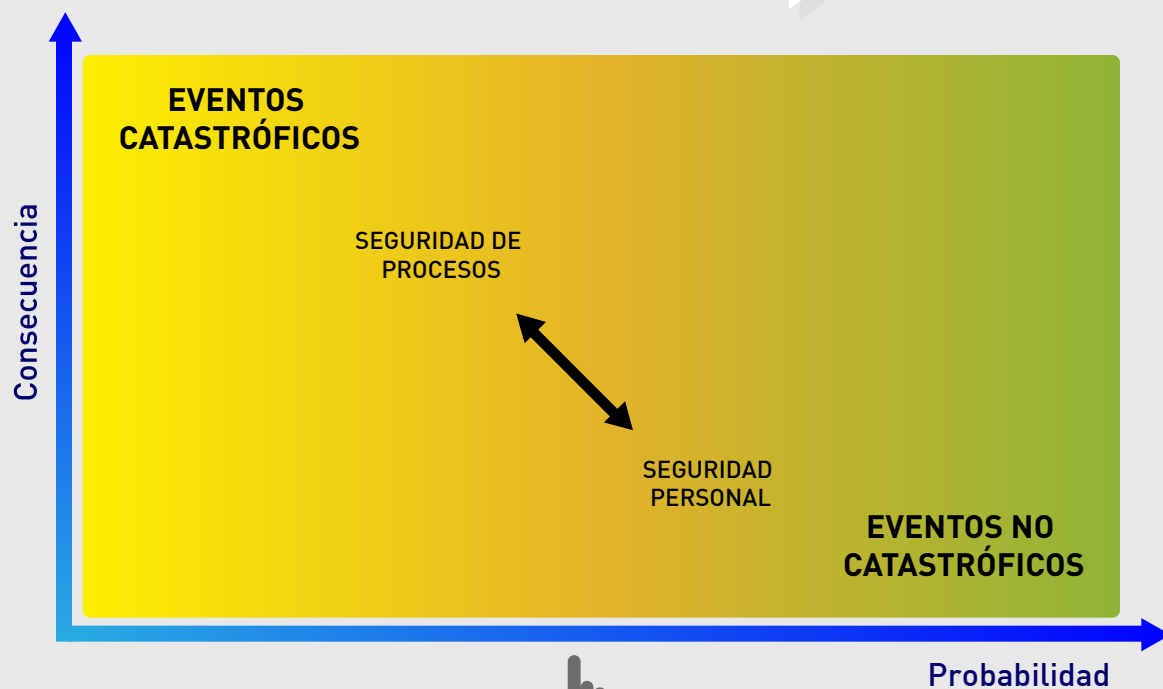 EVENTOS
CATASTRÓFICOS
Consecuencia
SEGURIDAD DE
PROCESOS
SEGURIDAD
PERSONAL
EVENTOS NO
CATASTRÓFICOS
Probabilidad